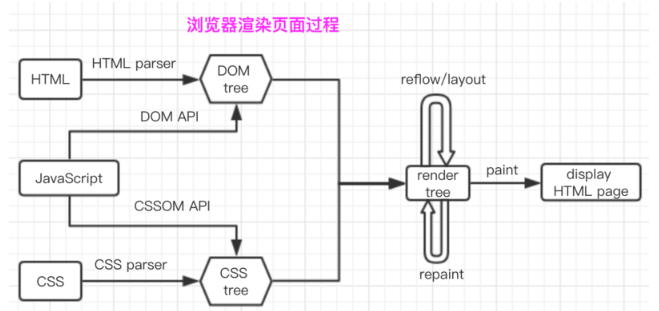 浏览器渲染页面过程
HTML
HTML parser
DOM
tree
DOM API
JavaScript
CSSOM API
CSS
CSS parser
CSS
tree
reflow/layout
render
tree
repaint
paint
display
HTML page